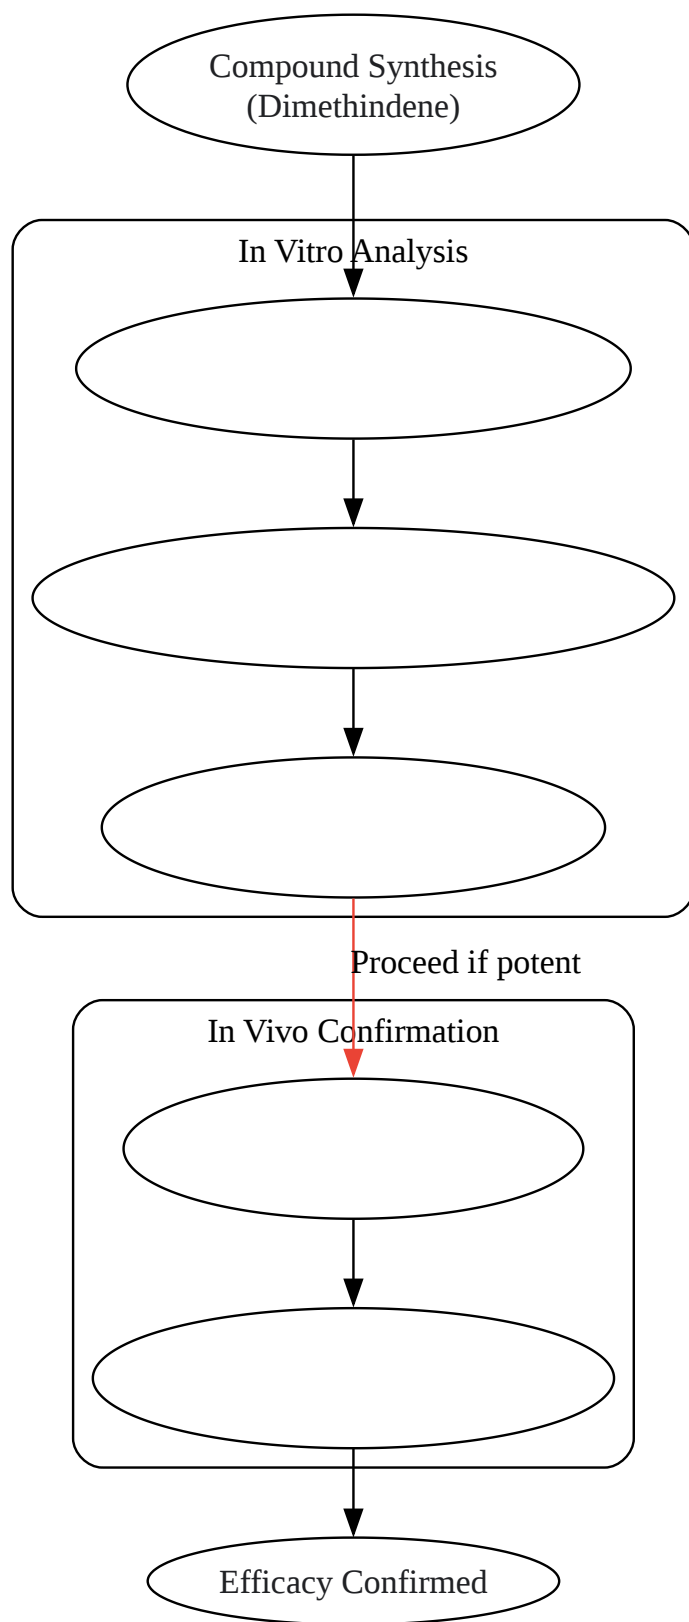 Compound Synthesis
(Dimethindene)
In Vitro Analysis
Proceed if potent
In Vivo Confirmation
Efficacy Confirmed